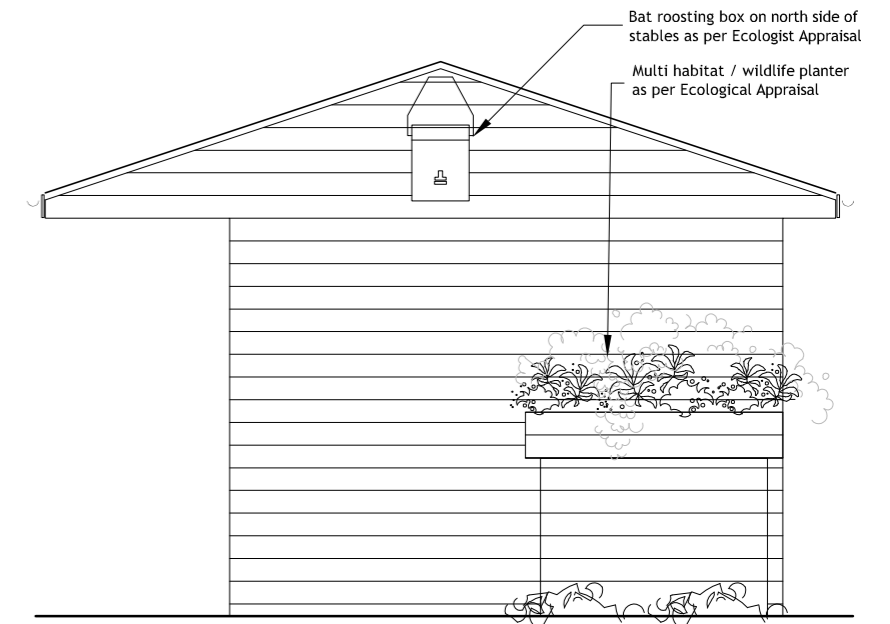 Bat roosting box on north side of
stables as per Ecologist Appraisal
Multi habitat / wildlife planter
as per Ecological Appraisal